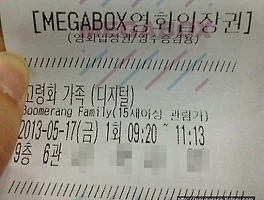 [MEGABOX영화입장권]
(영화입장권/영수증겸용)
고령화 가족 (디지털)
Boomerang Family(15세이상 관람가)
2013-05-17(금) 1회 09:20 ~ 11:13
9층 6관